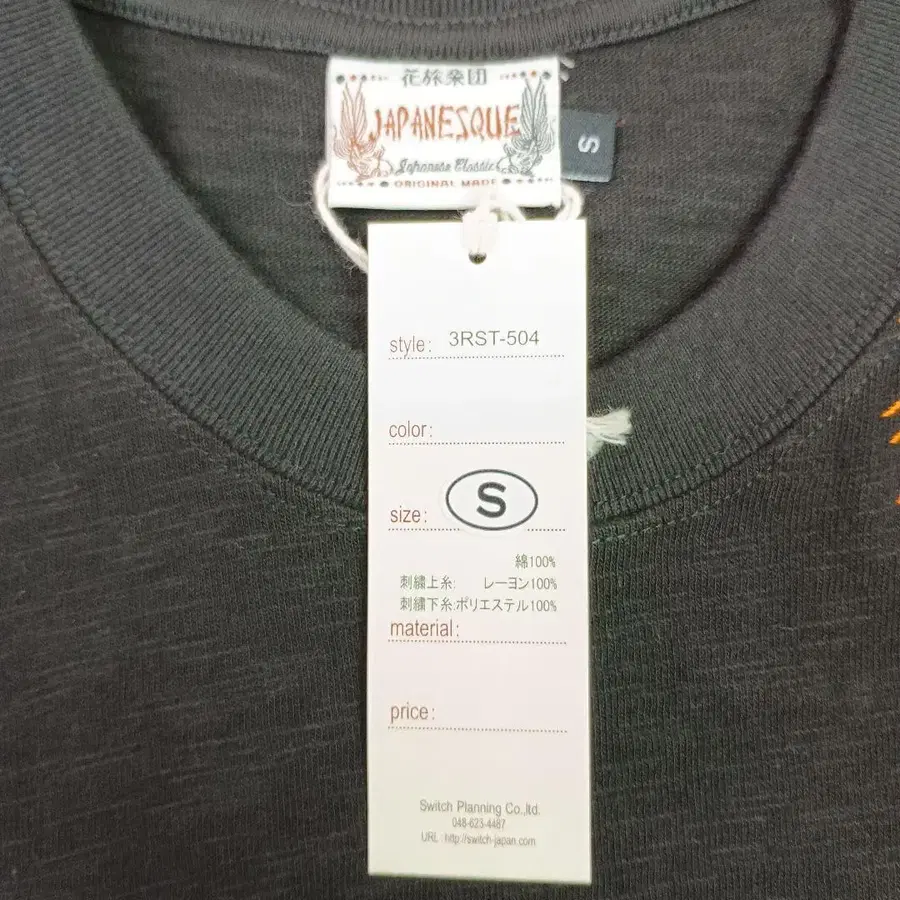 花旅楽団
JAPANESQUE
Japanese Classic
ORIGINAL MADE
S
style: 3RST-504
color:
size: S
綿100%
刺繍上糸: レーヨン100%
刺繍下糸:ポリエステル100%
material:
price:
Switch Planning Co.,ltd.
048-623-4487
URL : http://switch-japan.com